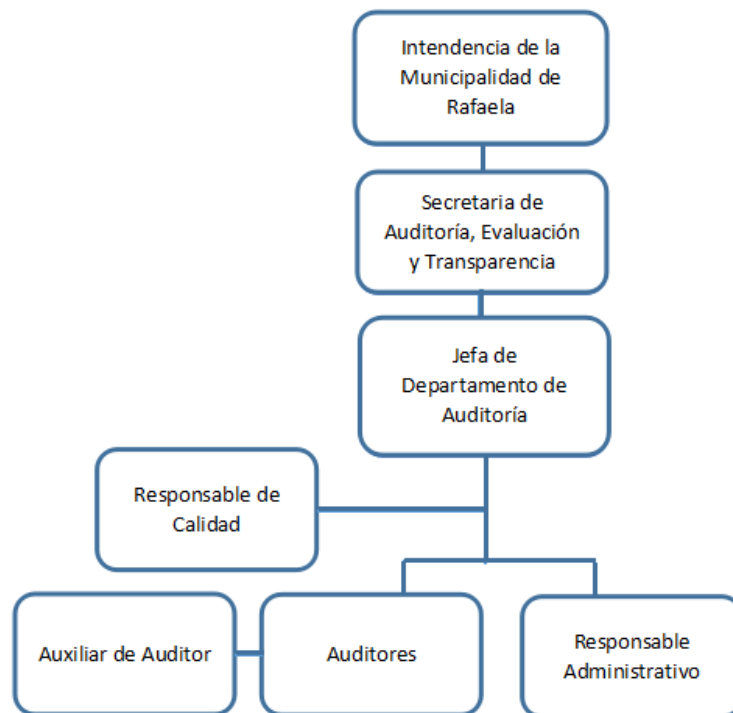 Intendencia de la
Municipalidad de
Rafaela
Secretaria de
Auditoría, Evaluación
y Transparencia
Jefa de
Departamento de
Auditoría
Responsable de
Calidad
Auxiliar de Auditor
Auditores
Responsable
Administrativo